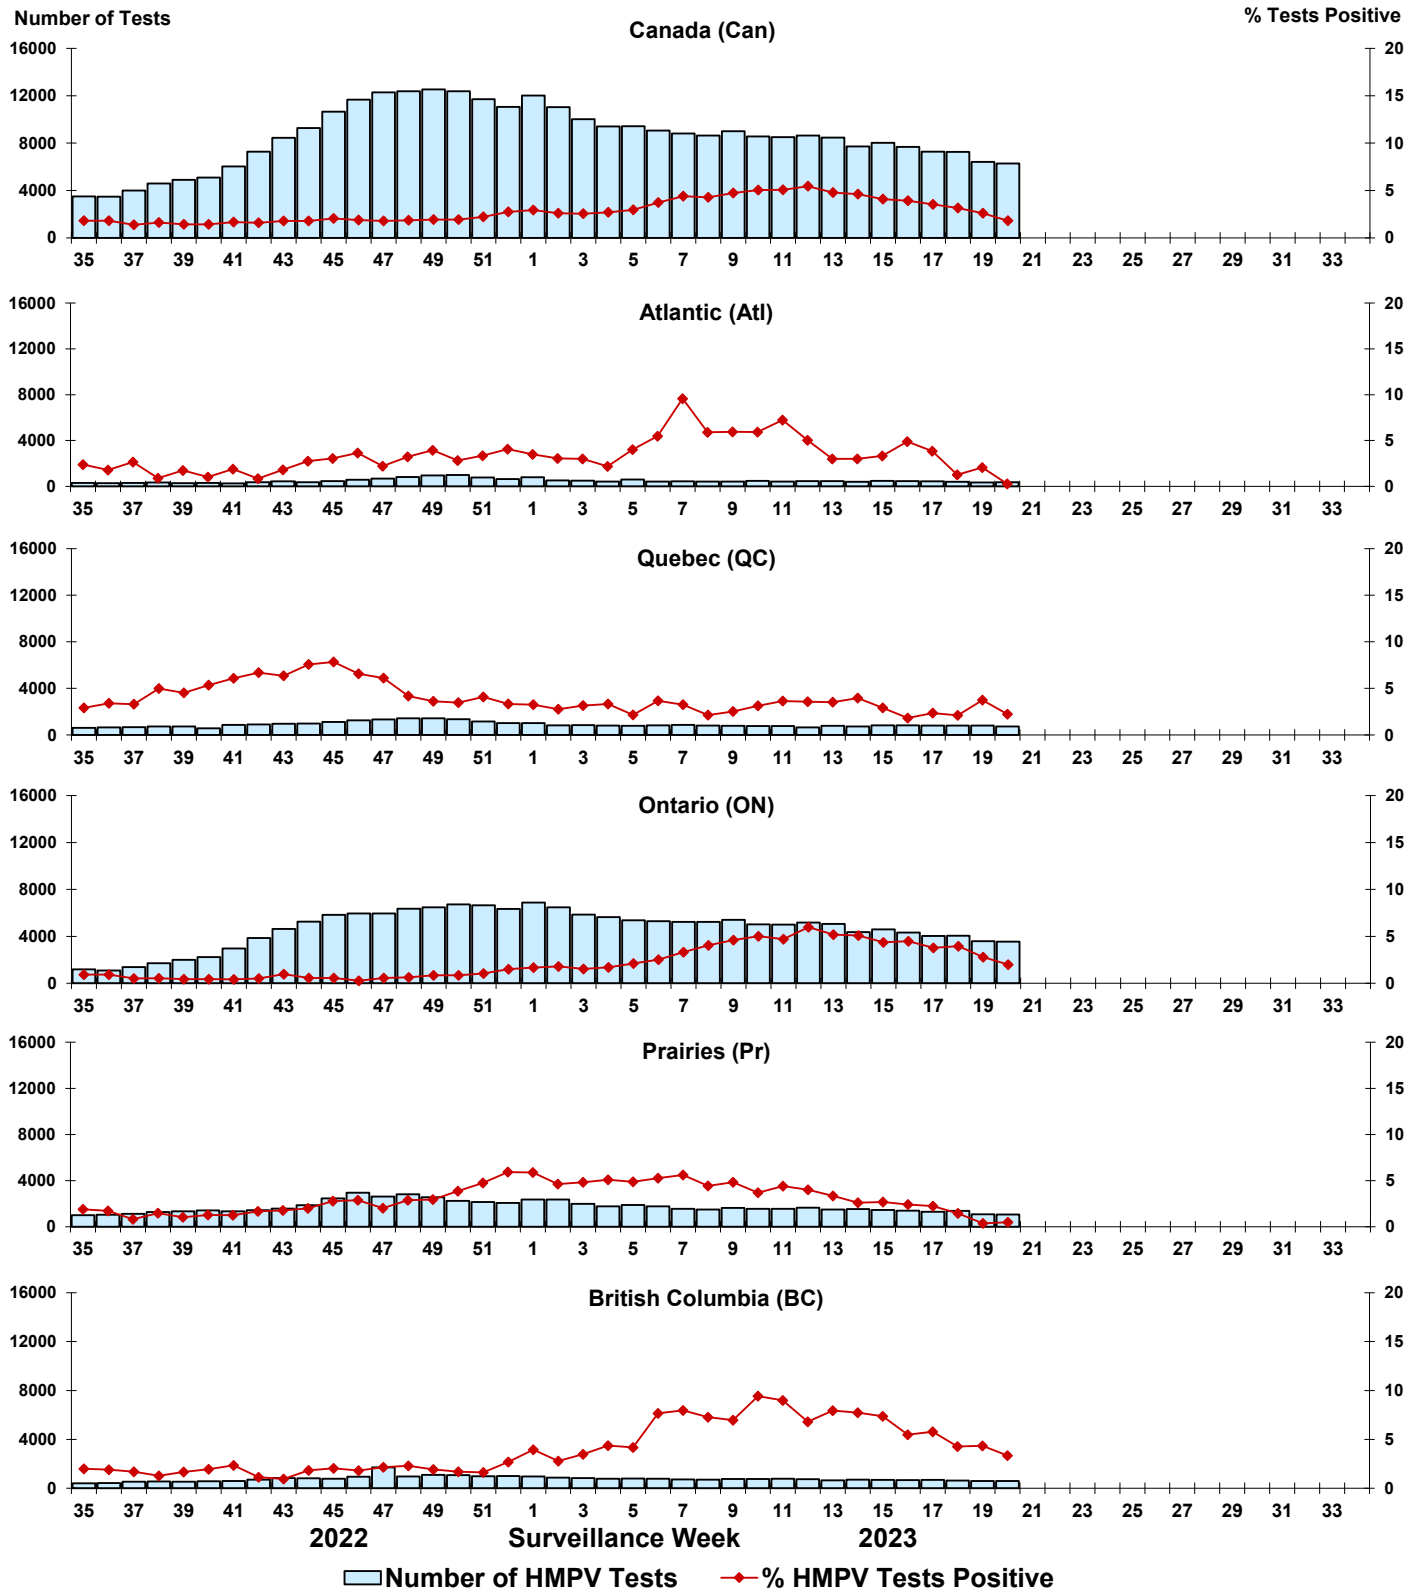 Number of Tests % Tests Positive
Canada (Can)
16000 20
12000 15
8000 10
4000 5
0 0
35 37 39 41 43 45 47 49 51 1 3 5 7 9 11 13 15 17 19 21 23 25 27 29 31 33
Atlantic (Atl)
16000 20
12000 15
8000 10
4000 5
0 0
35 37 39 41 43 45 47 49 51 1 3 5 7 9 11 13 15 17 19 21 23 25 27 29 31 33
Quebec (QC)
16000 20
12000 15
8000 10
4000 5
0 0
35 37 39 41 43 45 47 49 51 1 3 5 7 9 11 13 15 17 19 21 23 25 27 29 31 33
Ontario (ON)
16000 20
12000 15
8000 10
4000 5
0 0
35 37 39 41 43 45 47 49 51 1 3 5 7 9 11 13 15 17 19 21 23 25 27 29 31 33
Prairies (Pr)
16000 20
12000 15
8000 10
4000 5
0 0
35 37 39 41 43 45 47 49 51 1 3 5 7 9 11 13 15 17 19 21 23 25 27 29 31 33
British Columbia (BC)
16000 20
12000 15
8000 10
4000 5
0 0
35 37 39 41 43 45 47 49 51 1 3 5 7 9 11 13 15 17 19 21 23 25 27 29 31 33
2022 Surveillance Week 2023
Number of HMPV Tests % HMPV Tests Positive